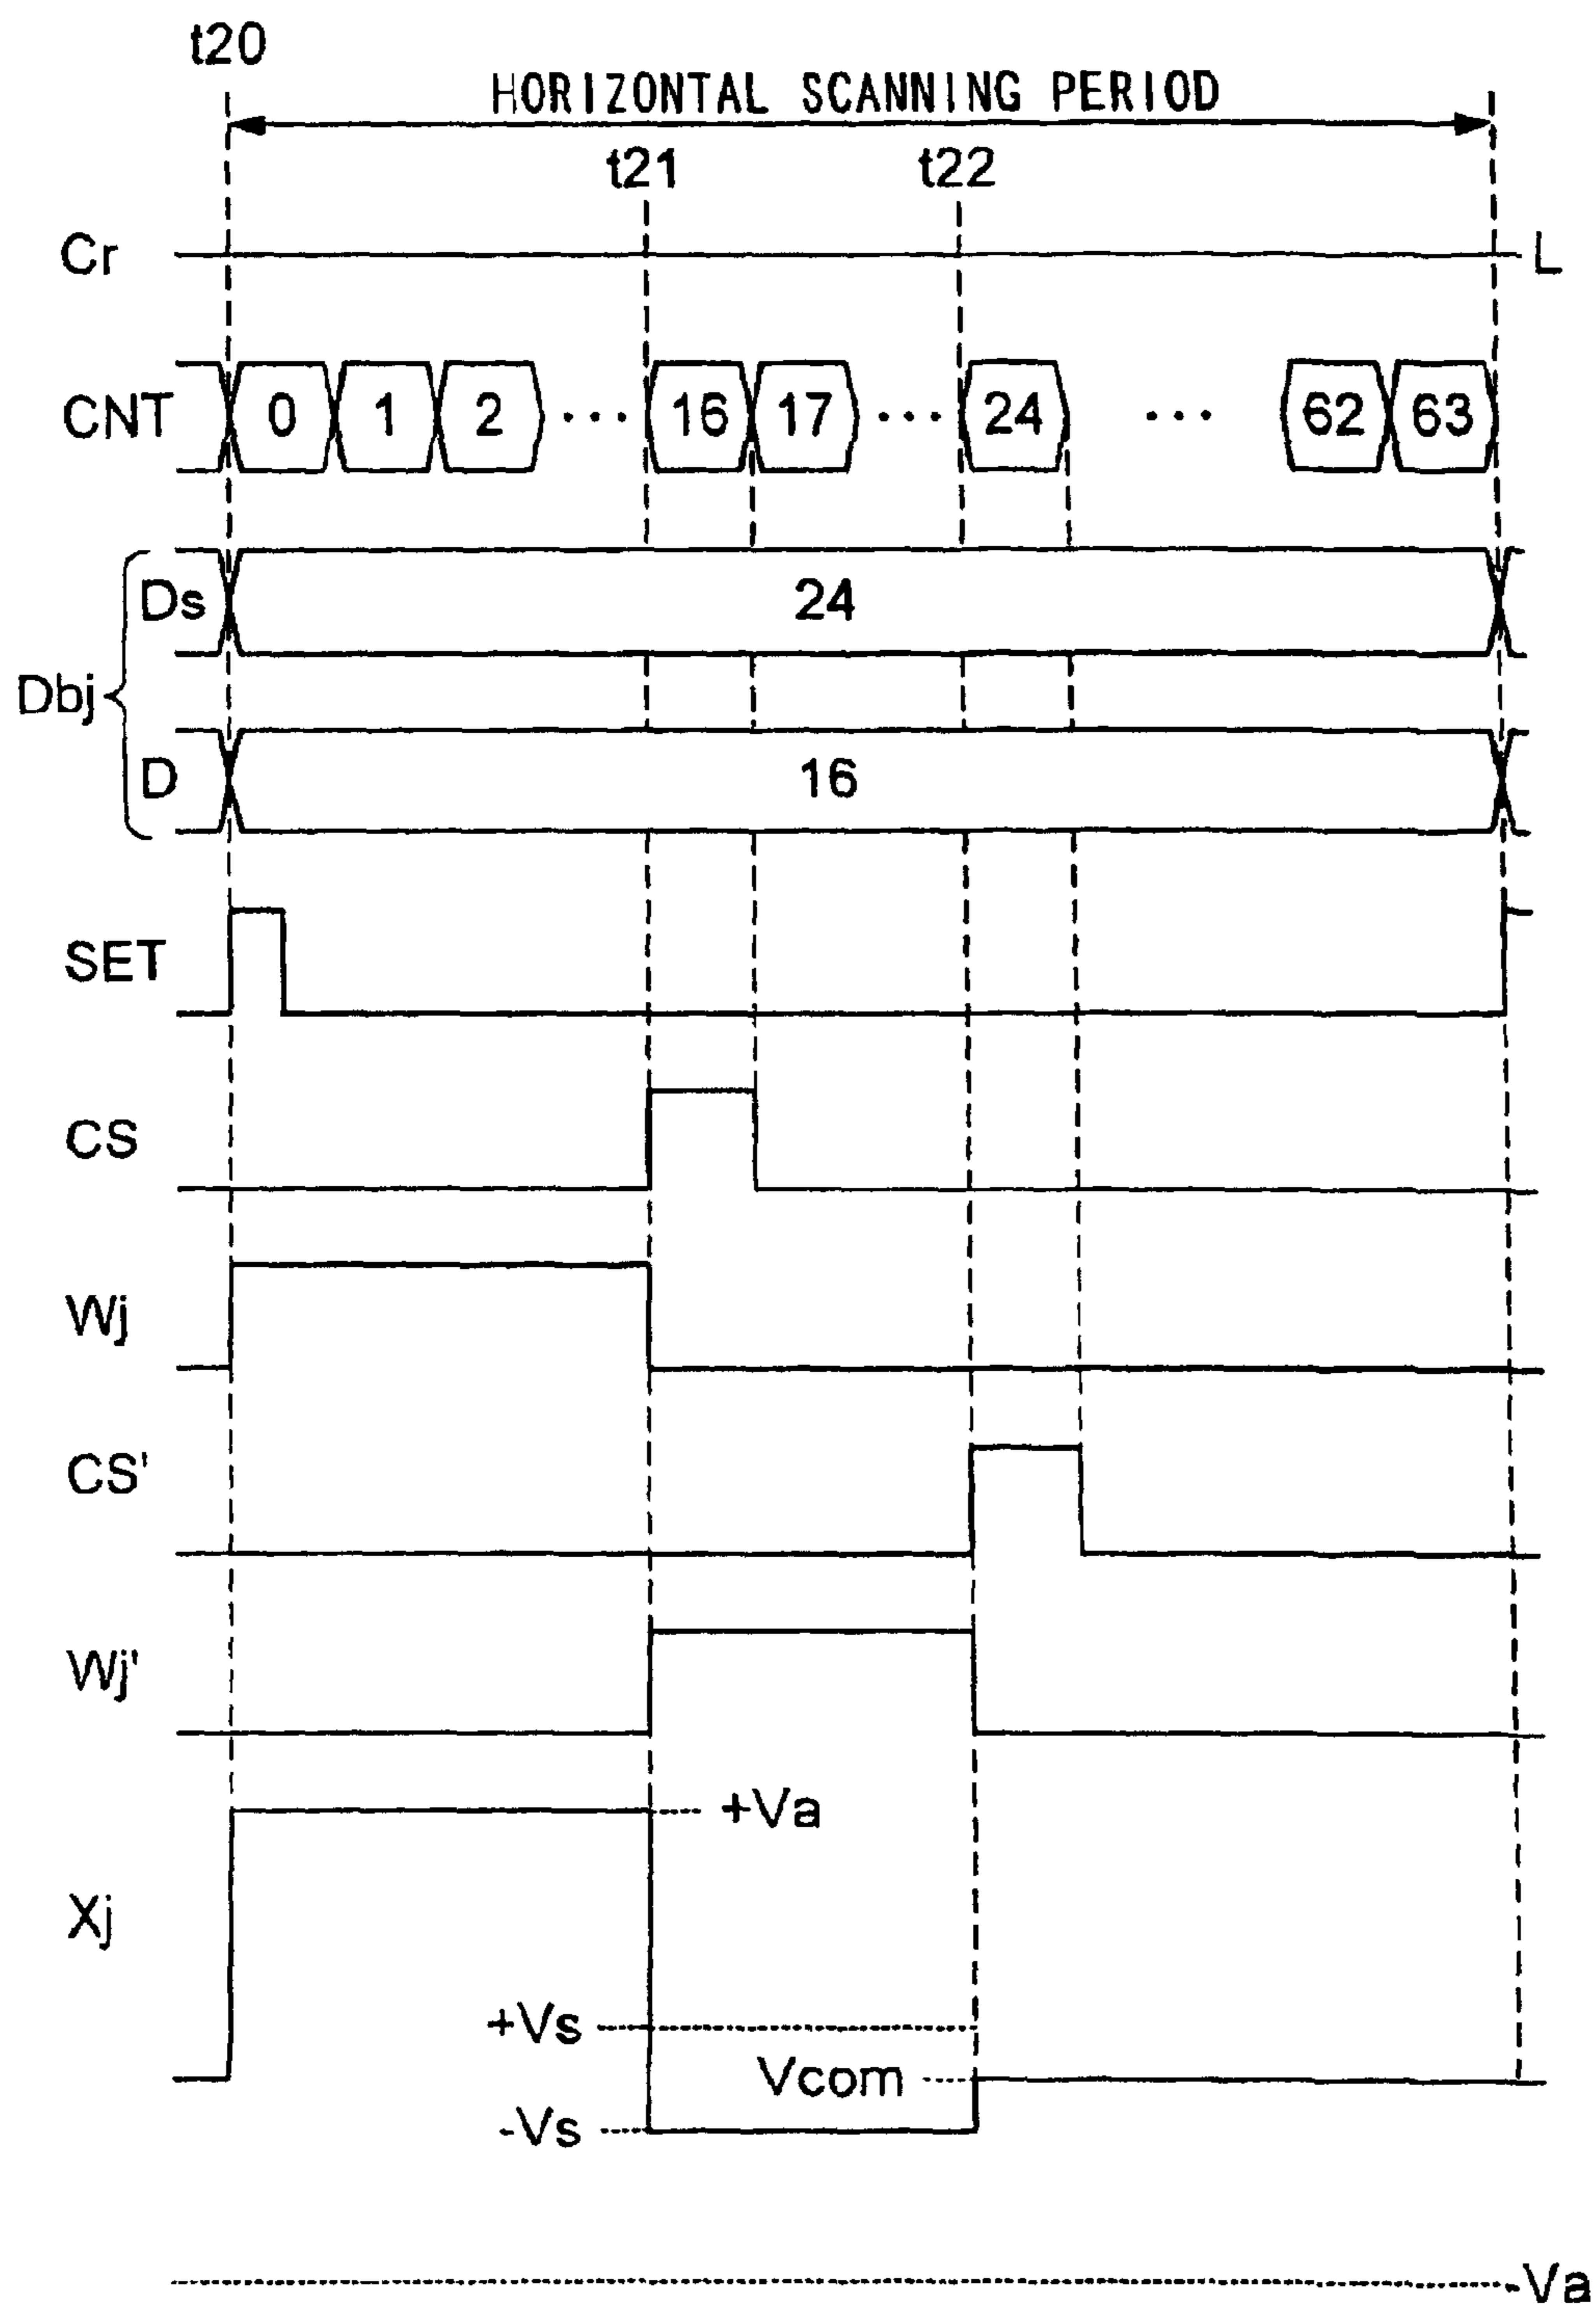 t20
HORIZONTAL SCANNING PERIOD
t21 t22
Cr L
CNT 0 1 2 ... 16 17 ... 24 ... 62 63
Ds 24
Dbj
D 16
SET
CS
Wj
CS'
Wj'
+Va
Xj
+Vs
Vcom
-Vs
-Va